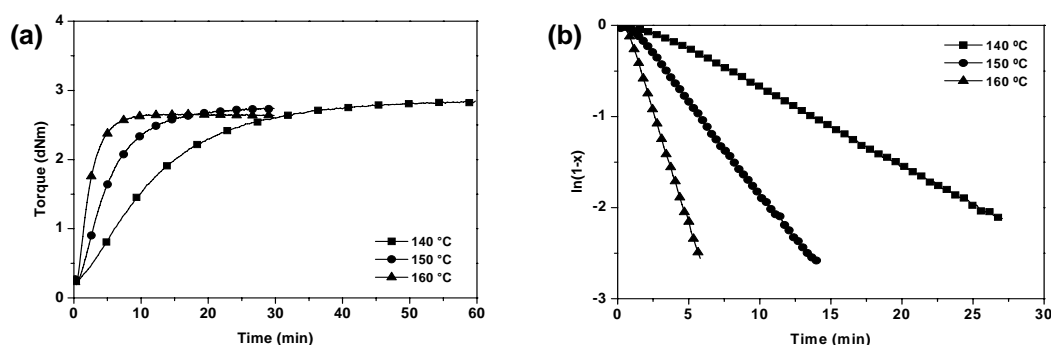 (a)
4
3
2
1
0
Torque (dNm)
0 10 20 30 40 50 60
Time (min)
140 °C
150 °C
160 °C
(b)
0
-1
-2
-3
ln(1-x)
0 5 10 15 20 25 30
Time (min)
140 ºC
150 ºC
160 ºC